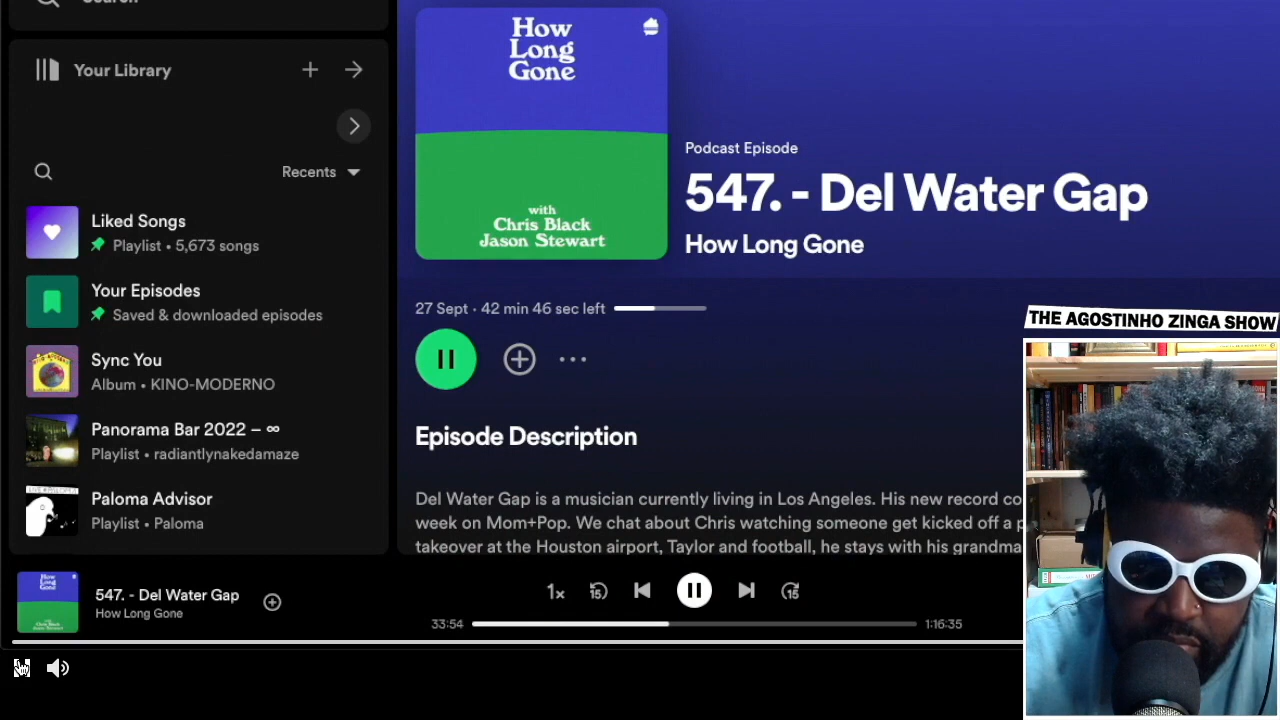 Your Library
Recents
Liked Songs
Playlist • 5,673 songs
Your Episodes
Saved & downloaded episodes
Sync You
Album • KINO-MODERNO
Panorama Bar 2022 – ∞
Playlist • radiantlynakedamaze
Paloma Advisor
Playlist • Paloma
How
Long
Gone
with
Chris Black
Jason Stewart
Podcast Episode
547. - Del Water Gap
How Long Gone
27 Sept · 42 min 46 sec left
THE AGOSTINHO ZINGA SHOW
Episode Description
Del Water Gap is a musician currently living in Los Angeles. His new record co
week on Mom+Pop. We chat about Chris watching someone get kicked off a p
takeover at the Houston airport, Taylor and football, he stays with his grandma
547. - Del Water Gap
How Long Gone
1x
15
15
33:54
1:16:35